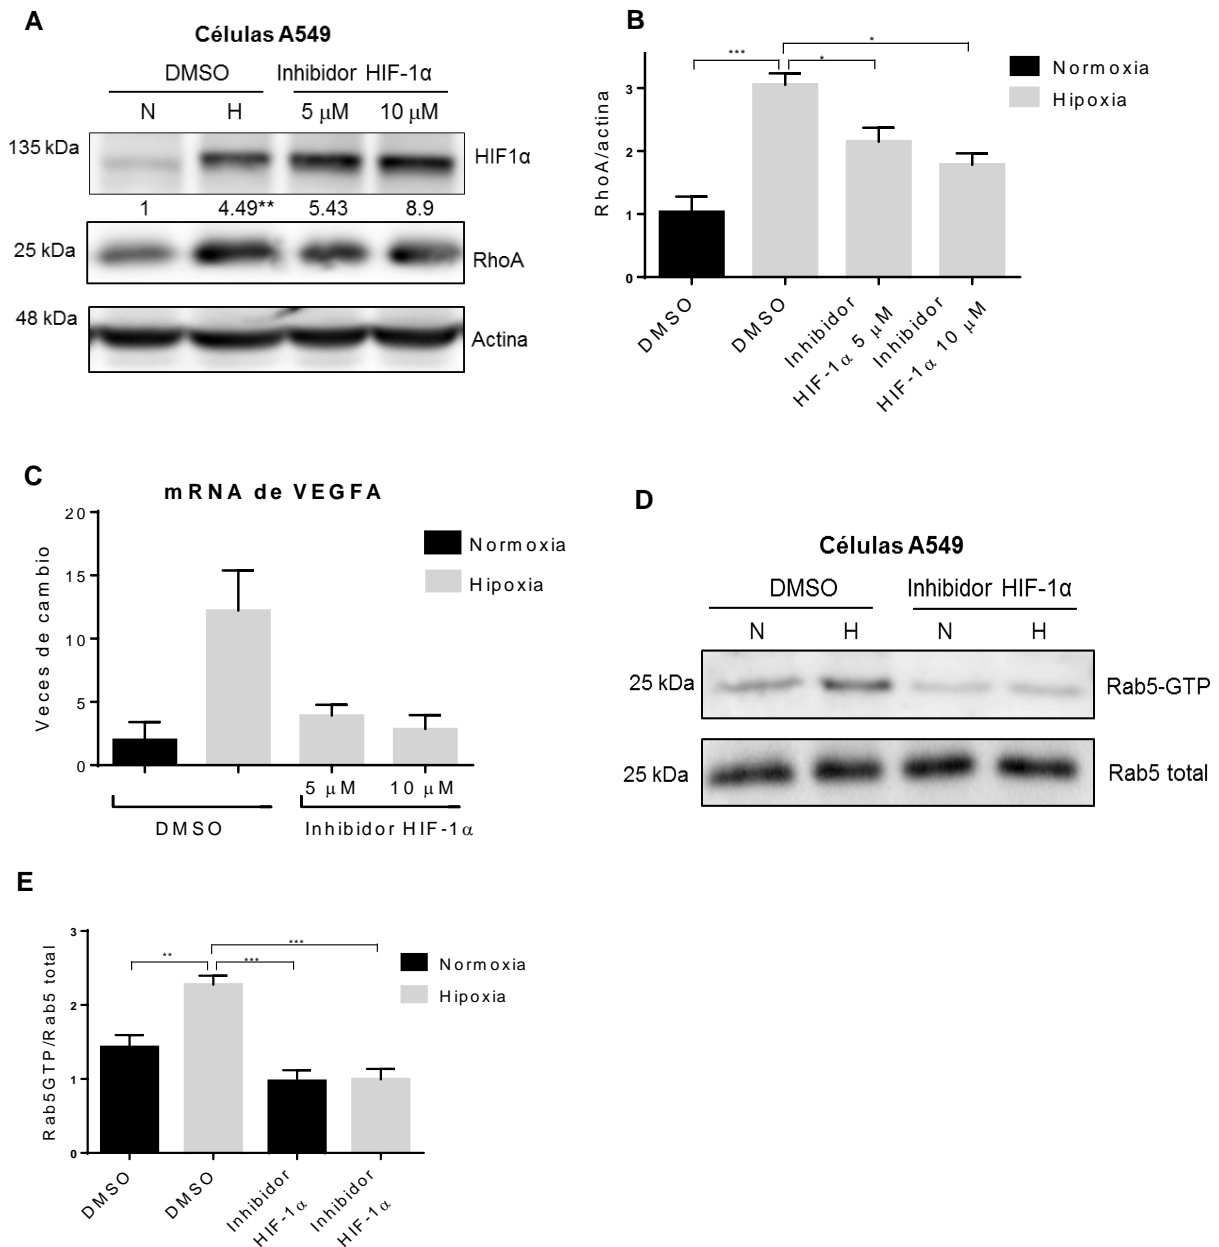 A
Células A549
DMSO Inhibidor HIF-1α
N H 5 μM 10 μM
135 kDa HIF1α
1 4.49** 5.43 8.9
25 kDa RhoA
48 kDa Actina
B
*
*** *
Normoxia
Hipoxia
RhoA/actina
3
2
1
0
DMSO
DMSO
Inhibidor
HIF-1α 5 μM
Inhibidor
HIF-1α 10 μM
C
mRNA de VEGFA
Normoxia
Hipoxia
Veces de cambio
20
15
10
5
0
5 μM 10 μM
DMSO Inhibidor HIF-1α
D
Células A549
DMSO Inhibidor HIF-1α
N H N H
25 kDa Rab5-GTP
25 kDa Rab5 total
E
***
** ***
Normoxia
Hipoxia
Rab5GTP/Rab5 total
3
2
1
0
DMSO
DMSO
Inhibidor
HIF-1α
Inhibidor
HIF-1α